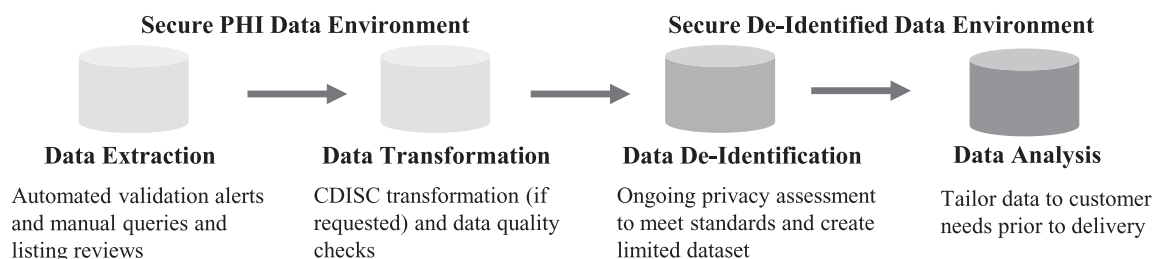 Secure PHI Data Environment
Secure De-Identified Data Environment
Data Extraction
Automated validation alerts
and manual queries and
listing reviews
Data Transformation
CDISC transformation (if
requested) and data quality
checks
Data De-Identification
Ongoing privacy assessment
to meet standards and create
limited dataset
Data Analysis
Tailor data to customer
needs prior to delivery